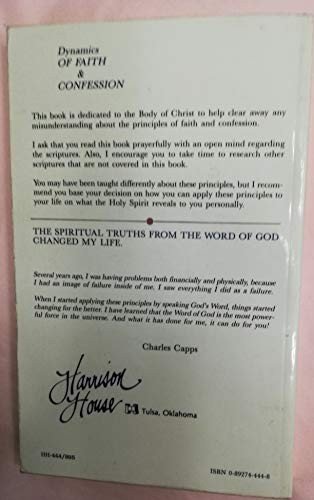 Dynamics
OF FAITH
&
CONFESSION
This book is dedicated to the Body of Christ to help clear away any
misunderstanding about the principles of faith and confession.
I ask that you read this book prayerfully with an open mind regarding
the scriptures. Also, I encourage you to take time to research other
scriptures that are not covered in this book.
You may have been taught differently about these principles, but I recom-
mend you base your decision on how you can apply these principles to
your life on what the Holy Spirit reveals to you personally.
THE SPIRITUAL TRUTHS FROM THE WORD OF GOD
CHANGED MY LIFE.
Several years ago, I was having problems both financially and physically, because
I had an image of failure inside of me. I saw everything I did as a failure.
When I started applying these principles by speaking God's Word, things started
changing for the better. I have learned that the Word of God is the most power-
ful force in the universe. And what it has done for me, it can do for you!
Charles Capps
Harrison
House
Tulsa, Oklahoma
HH-444/995
ISBN 0-89274-444-8